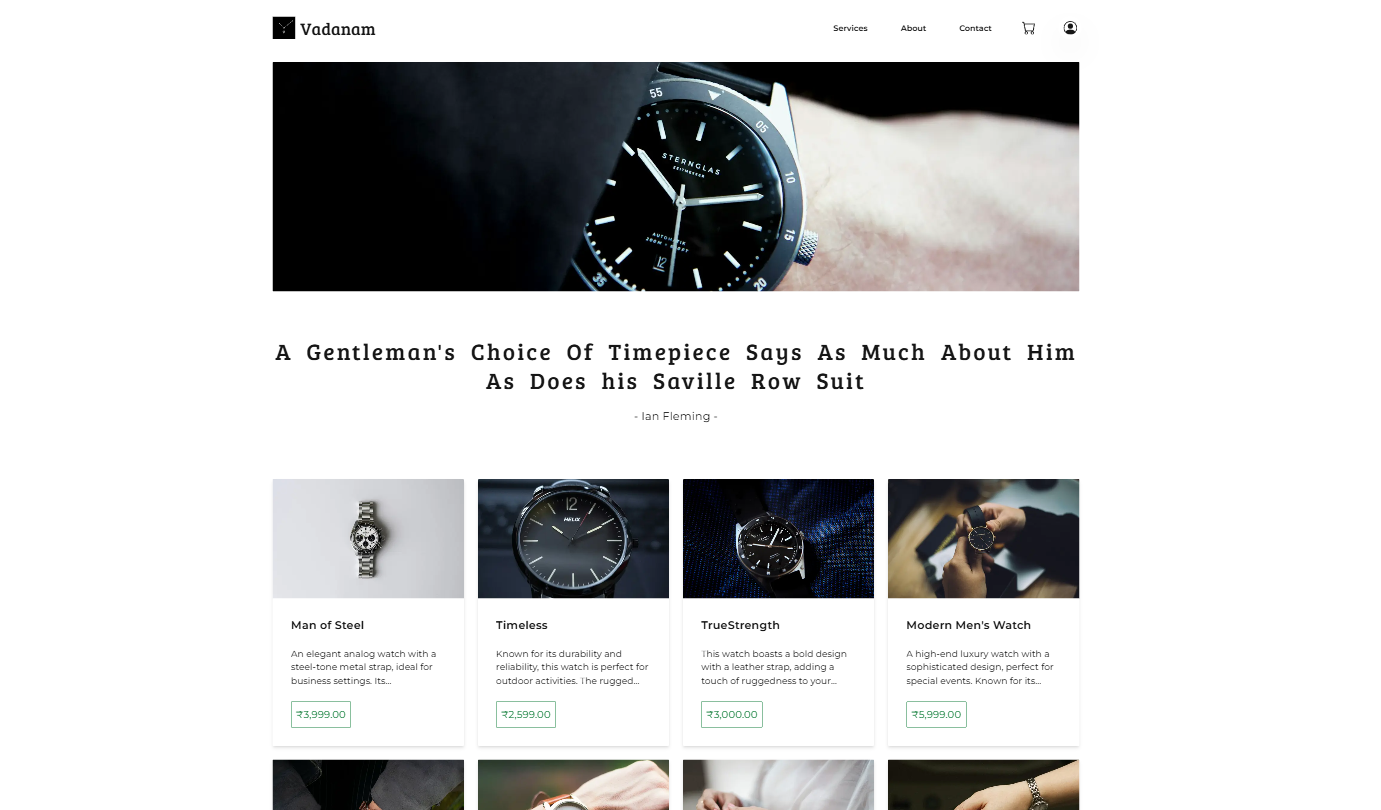 Vadanam
Services
About
Contact
55
05
10
15
20
35
STERNGLAS
ZEITMESSER
AUTOMATIK
12
A Gentleman's Choice Of Timepiece Says As Much About Him
As Does his Saville Row Suit
- Ian Fleming -
12
HELIX
Man of Steel
An elegant analog watch with a
steel-tone metal strap, ideal for
business settings. Its...
₹3,999.00
Timeless
Known for its durability and
reliability, this watch is perfect for
outdoor activities. The rugged...
₹2,599.00
TrueStrength
This watch boasts a bold design
with a leather strap, adding a
touch of ruggedness to your...
₹3,000.00
Modern Men's Watch
A high-end luxury watch with a
sophisticated design, perfect for
special events. Known for its...
₹5,999.00